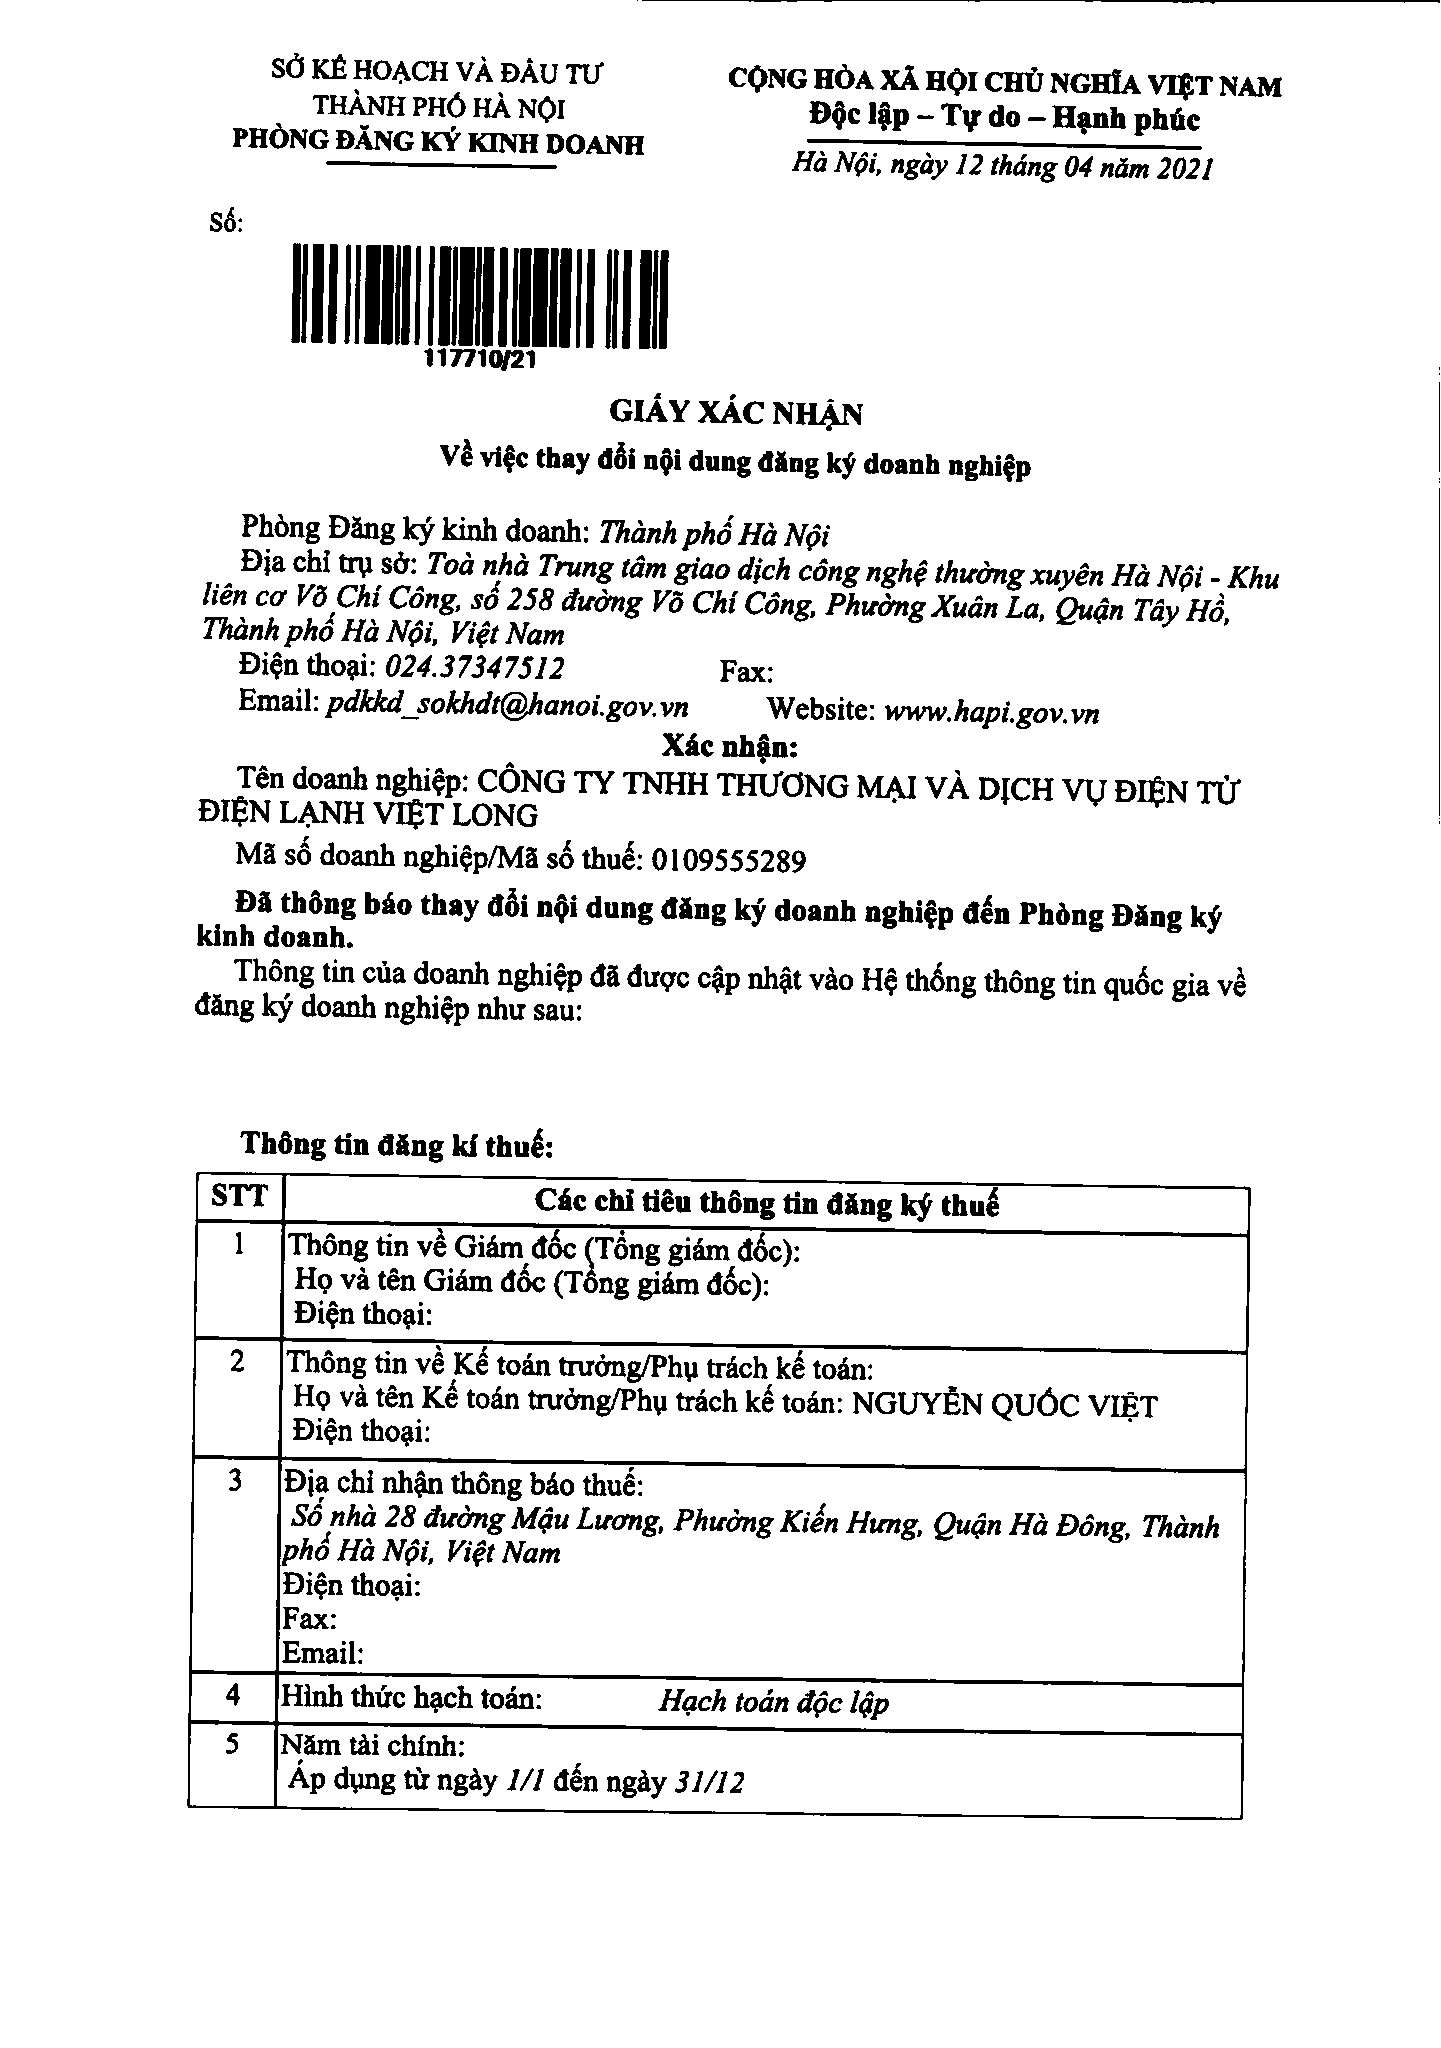 SỞ KẾ HOẠCH VÀ ĐẦU TƯ
THÀNH PHỐ HÀ NỘI
PHÒNG ĐĂNG KÝ KINH DOANH
CỘNG HÒA XÃ HỘI CHỦ NGHĨA VIỆT NAM
Độc lập – Tự do – Hạnh phúc
Hà Nội, ngày 12 tháng 04 năm 2021
Số:
117710/21
GIẤY XÁC NHẬN
Về việc thay đổi nội dung đăng ký doanh nghiệp
Phòng Đăng ký kinh doanh: Thành phố Hà Nội
Địa chỉ trụ sở: Toà nhà Trung tâm giao dịch công nghệ thường xuyên Hà Nội - Khu
liên cơ Võ Chí Công, số 258 đường Võ Chí Công, Phường Xuân La, Quận Tây Hồ,
Thành phố Hà Nội, Việt Nam
Điện thoại: 024.37347512 Fax:
Email: pdkkd_sokhdt@hanoi.gov.vn Website: www.hapi.gov.vn
Xác nhận:
Tên doanh nghiệp: CÔNG TY TNHH THƯƠNG MẠI VÀ DỊCH VỤ ĐIỆN TỬ
ĐIỆN LẠNH VIỆT LONG
Mã số doanh nghiệp/Mã số thuế: 0109555289
Đã thông báo thay đổi nội dung đăng ký doanh nghiệp đến Phòng Đăng ký
kinh doanh.
Thông tin của doanh nghiệp đã được cập nhật vào Hệ thống thông tin quốc gia về
đăng ký doanh nghiệp như sau:
Thông tin đăng kí thuế:
STT Các chỉ tiêu thông tin đăng ký thuế
1 Thông tin về Giám đốc (Tổng giám đốc):
Họ và tên Giám đốc (Tổng giám đốc):
Điện thoại:
2 Thông tin về Kế toán trưởng/Phụ trách kế toán:
Họ và tên Kế toán trưởng/Phụ trách kế toán: NGUYỄN QUỐC VIỆT
Điện thoại:
3 Địa chỉ nhận thông báo thuế:
Số nhà 28 đường Mậu Lương, Phường Kiến Hưng, Quận Hà Đông, Thành
phố Hà Nội, Việt Nam
Điện thoại:
Fax:
Email:
4 Hình thức hạch toán: Hạch toán độc lập
5 Năm tài chính:
Áp dụng từ ngày 1/1 đến ngày 31/12